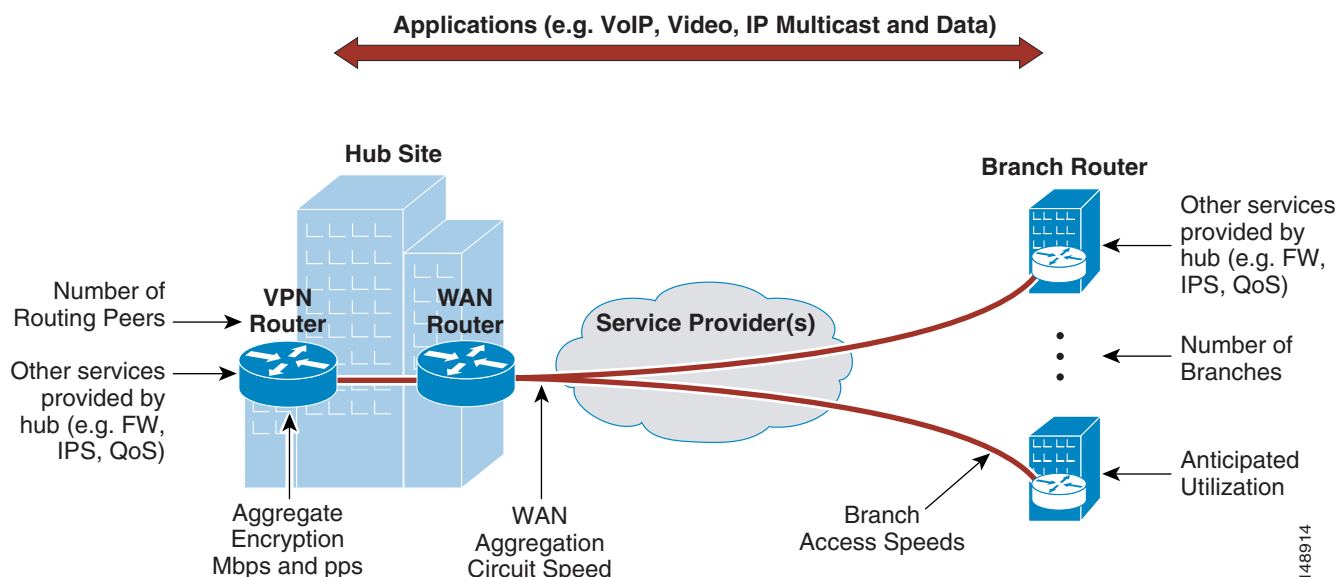 Applications (e.g. VoIP, Video, IP Multicast and Data)
Hub Site
Branch Router
Number of
Routing Peers
VPN
Router
WAN
Router
Service Provider(s)
Other services
provided by
hub (e.g. FW,
IPS, QoS)
Other services
provided by
hub (e.g. FW,
IPS, QoS)
Number of
Branches
Anticipated
Utilization
Aggregate
Encryption
Mbps and pps
WAN
Aggregation
Circuit Speed
Branch
Access Speeds
148914